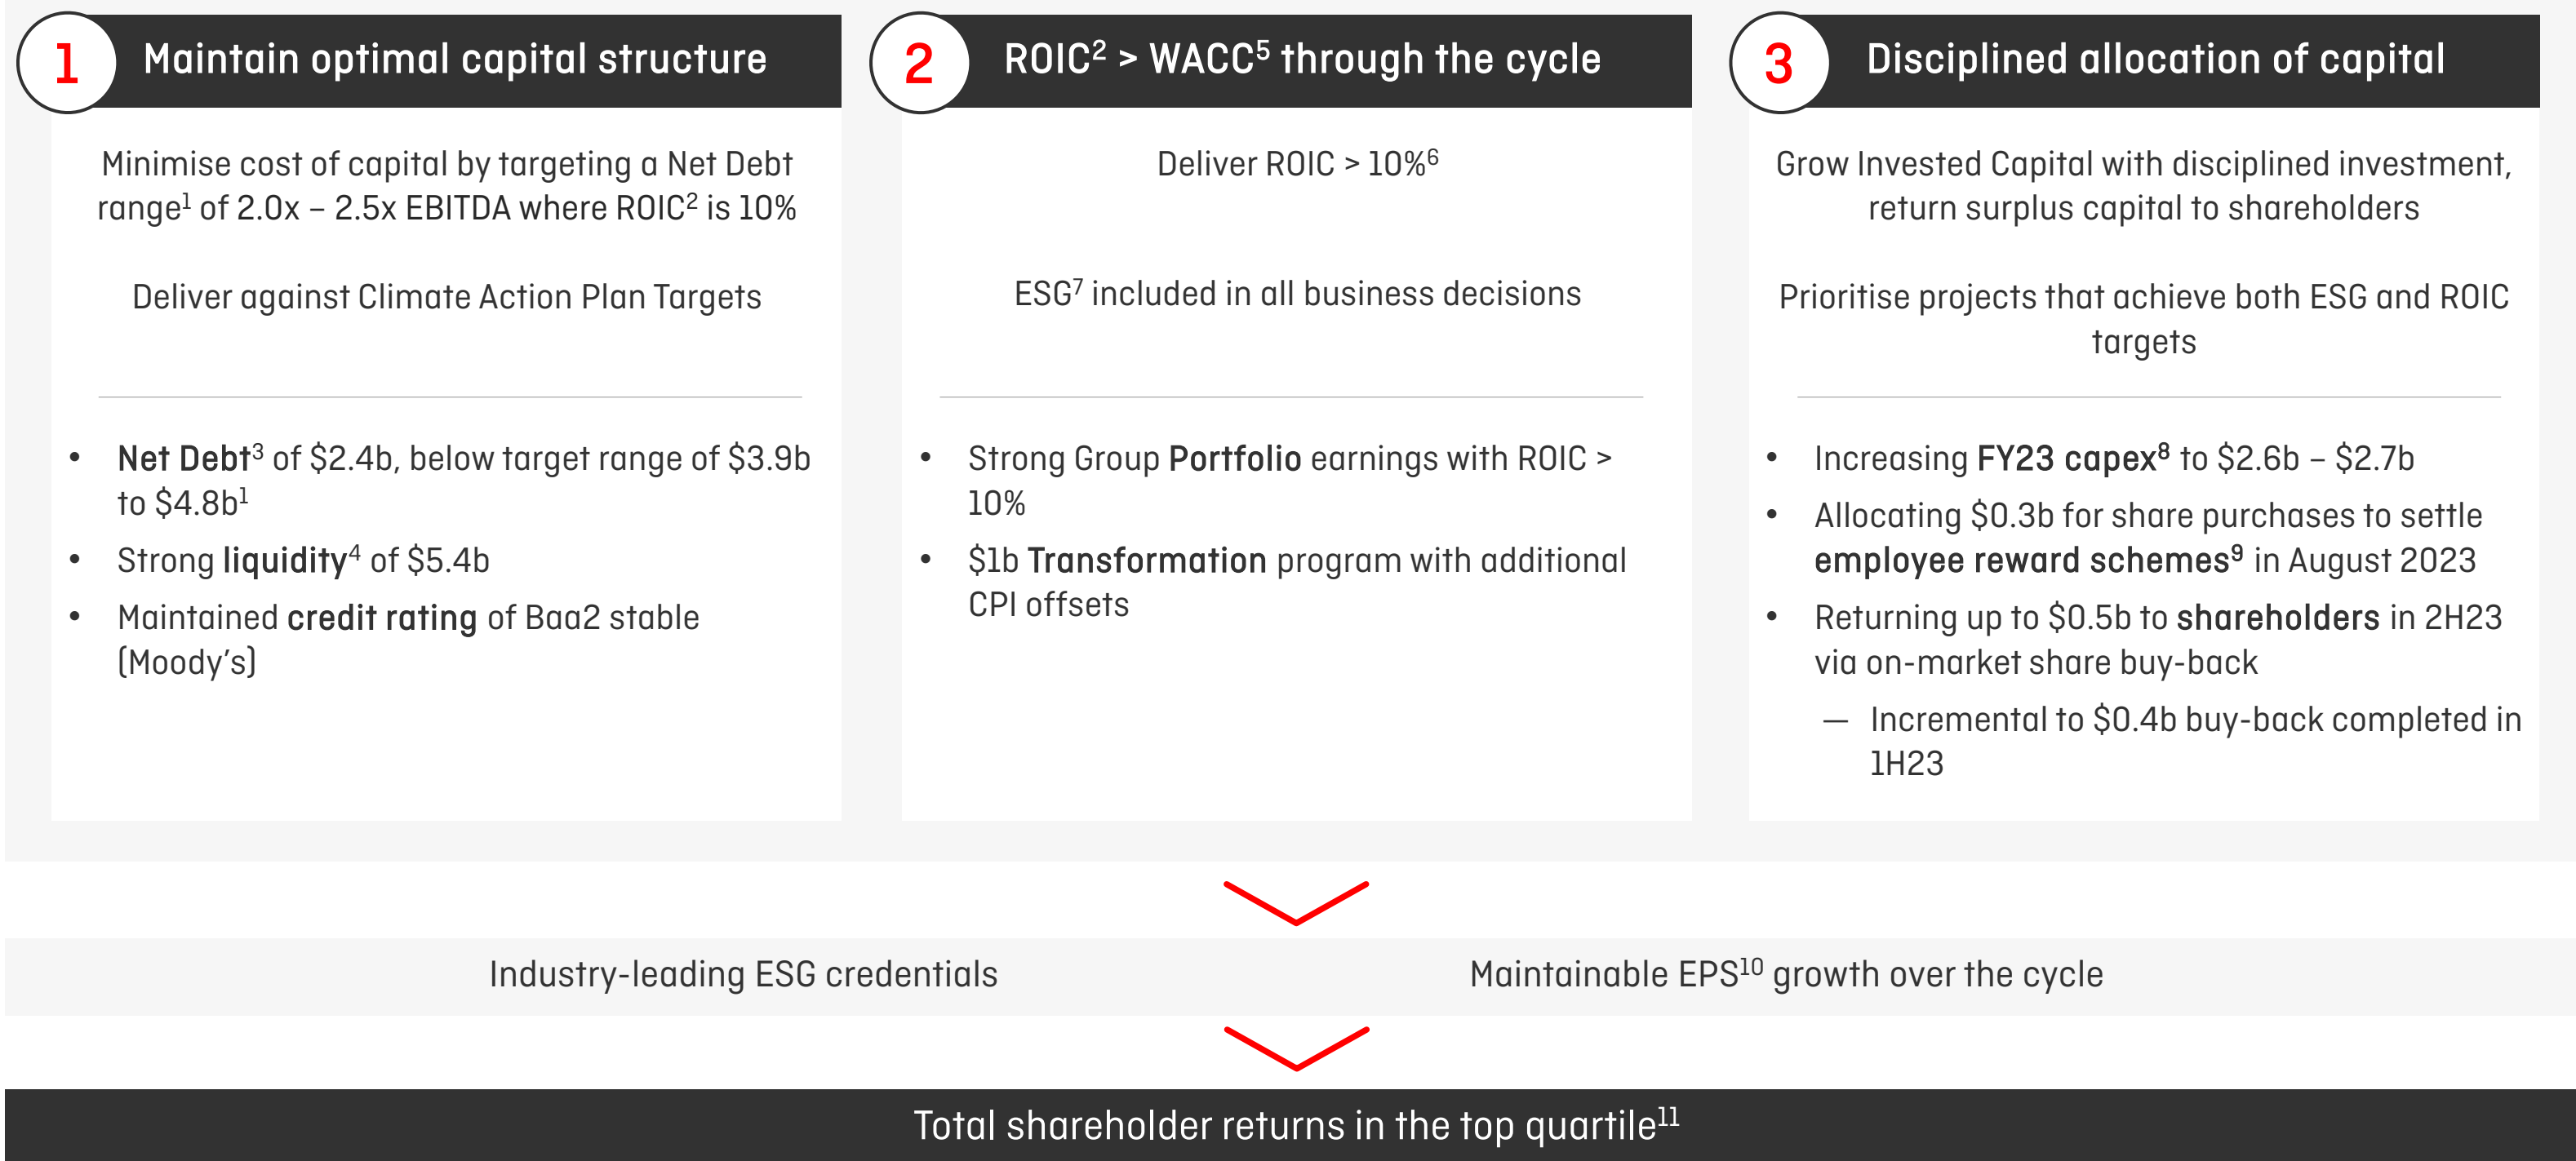 1
Maintain optimal capital structure
Minimise cost of capital by targeting a Net Debt
range¹ of 2.0x – 2.5x EBITDA where ROIC² is 10%
Deliver against Climate Action Plan Targets
• Net Debt³ of $2.4b, below target range of $3.9b
to $4.8b¹
• Strong liquidity⁴ of $5.4b
• Maintained credit rating of Baa2 stable
(Moody’s)
2
ROIC² > WACC⁵ through the cycle
Deliver ROIC > 10%⁶
ESG⁷ included in all business decisions
• Strong Group Portfolio earnings with ROIC >
10%
• $1b Transformation program with additional
CPI offsets
3
Disciplined allocation of capital
Grow Invested Capital with disciplined investment,
return surplus capital to shareholders
Prioritise projects that achieve both ESG and ROIC
targets
• Increasing FY23 capex⁸ to $2.6b – $2.7b
• Allocating $0.3b for share purchases to settle
employee reward schemes⁹ in August 2023
• Returning up to $0.5b to shareholders in 2H23
via on-market share buy-back
— Incremental to $0.4b buy-back completed in
1H23
Industry-leading ESG credentials
Maintainable EPS¹⁰ growth over the cycle
Total shareholder returns in the top quartile¹¹